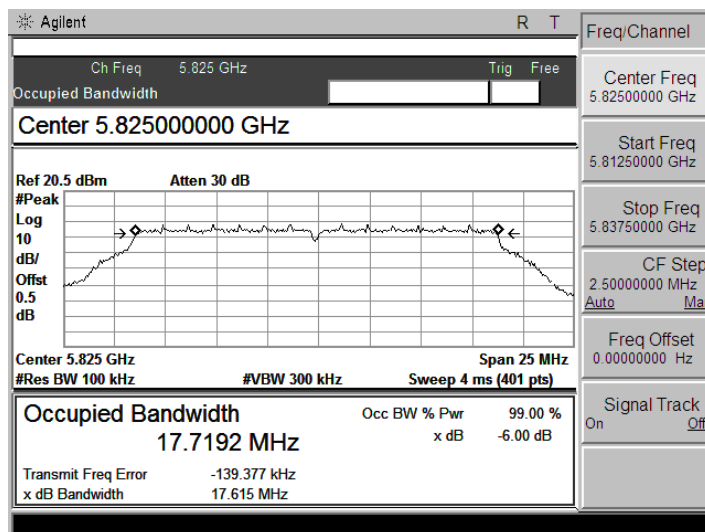 Agilent R T
Ch Freq 5.825 GHz Trig Free
Occupied Bandwidth
Center 5.825000000 GHz
Ref 20.5 dBm Atten 30 dB
#Peak
Log
10
dB/
Offst
0.5
dB
Center 5.825 GHz Span 25 MHz
#Res BW 100 kHz #VBW 300 kHz Sweep 4 ms (401 pts)
Occupied Bandwidth Occ BW % Pwr 99.00 %
17.7192 MHz x dB -6.00 dB
Transmit Freq Error -139.377 kHz
x dB Bandwidth 17.615 MHz
Freq/Channel
Center Freq
5.82500000 GHz
Start Freq
5.81250000 GHz
Stop Freq
5.83750000 GHz
CF Step
2.50000000 MHz
Auto Ma
Freq Offset
0.00000000 Hz
Signal Track
On Off